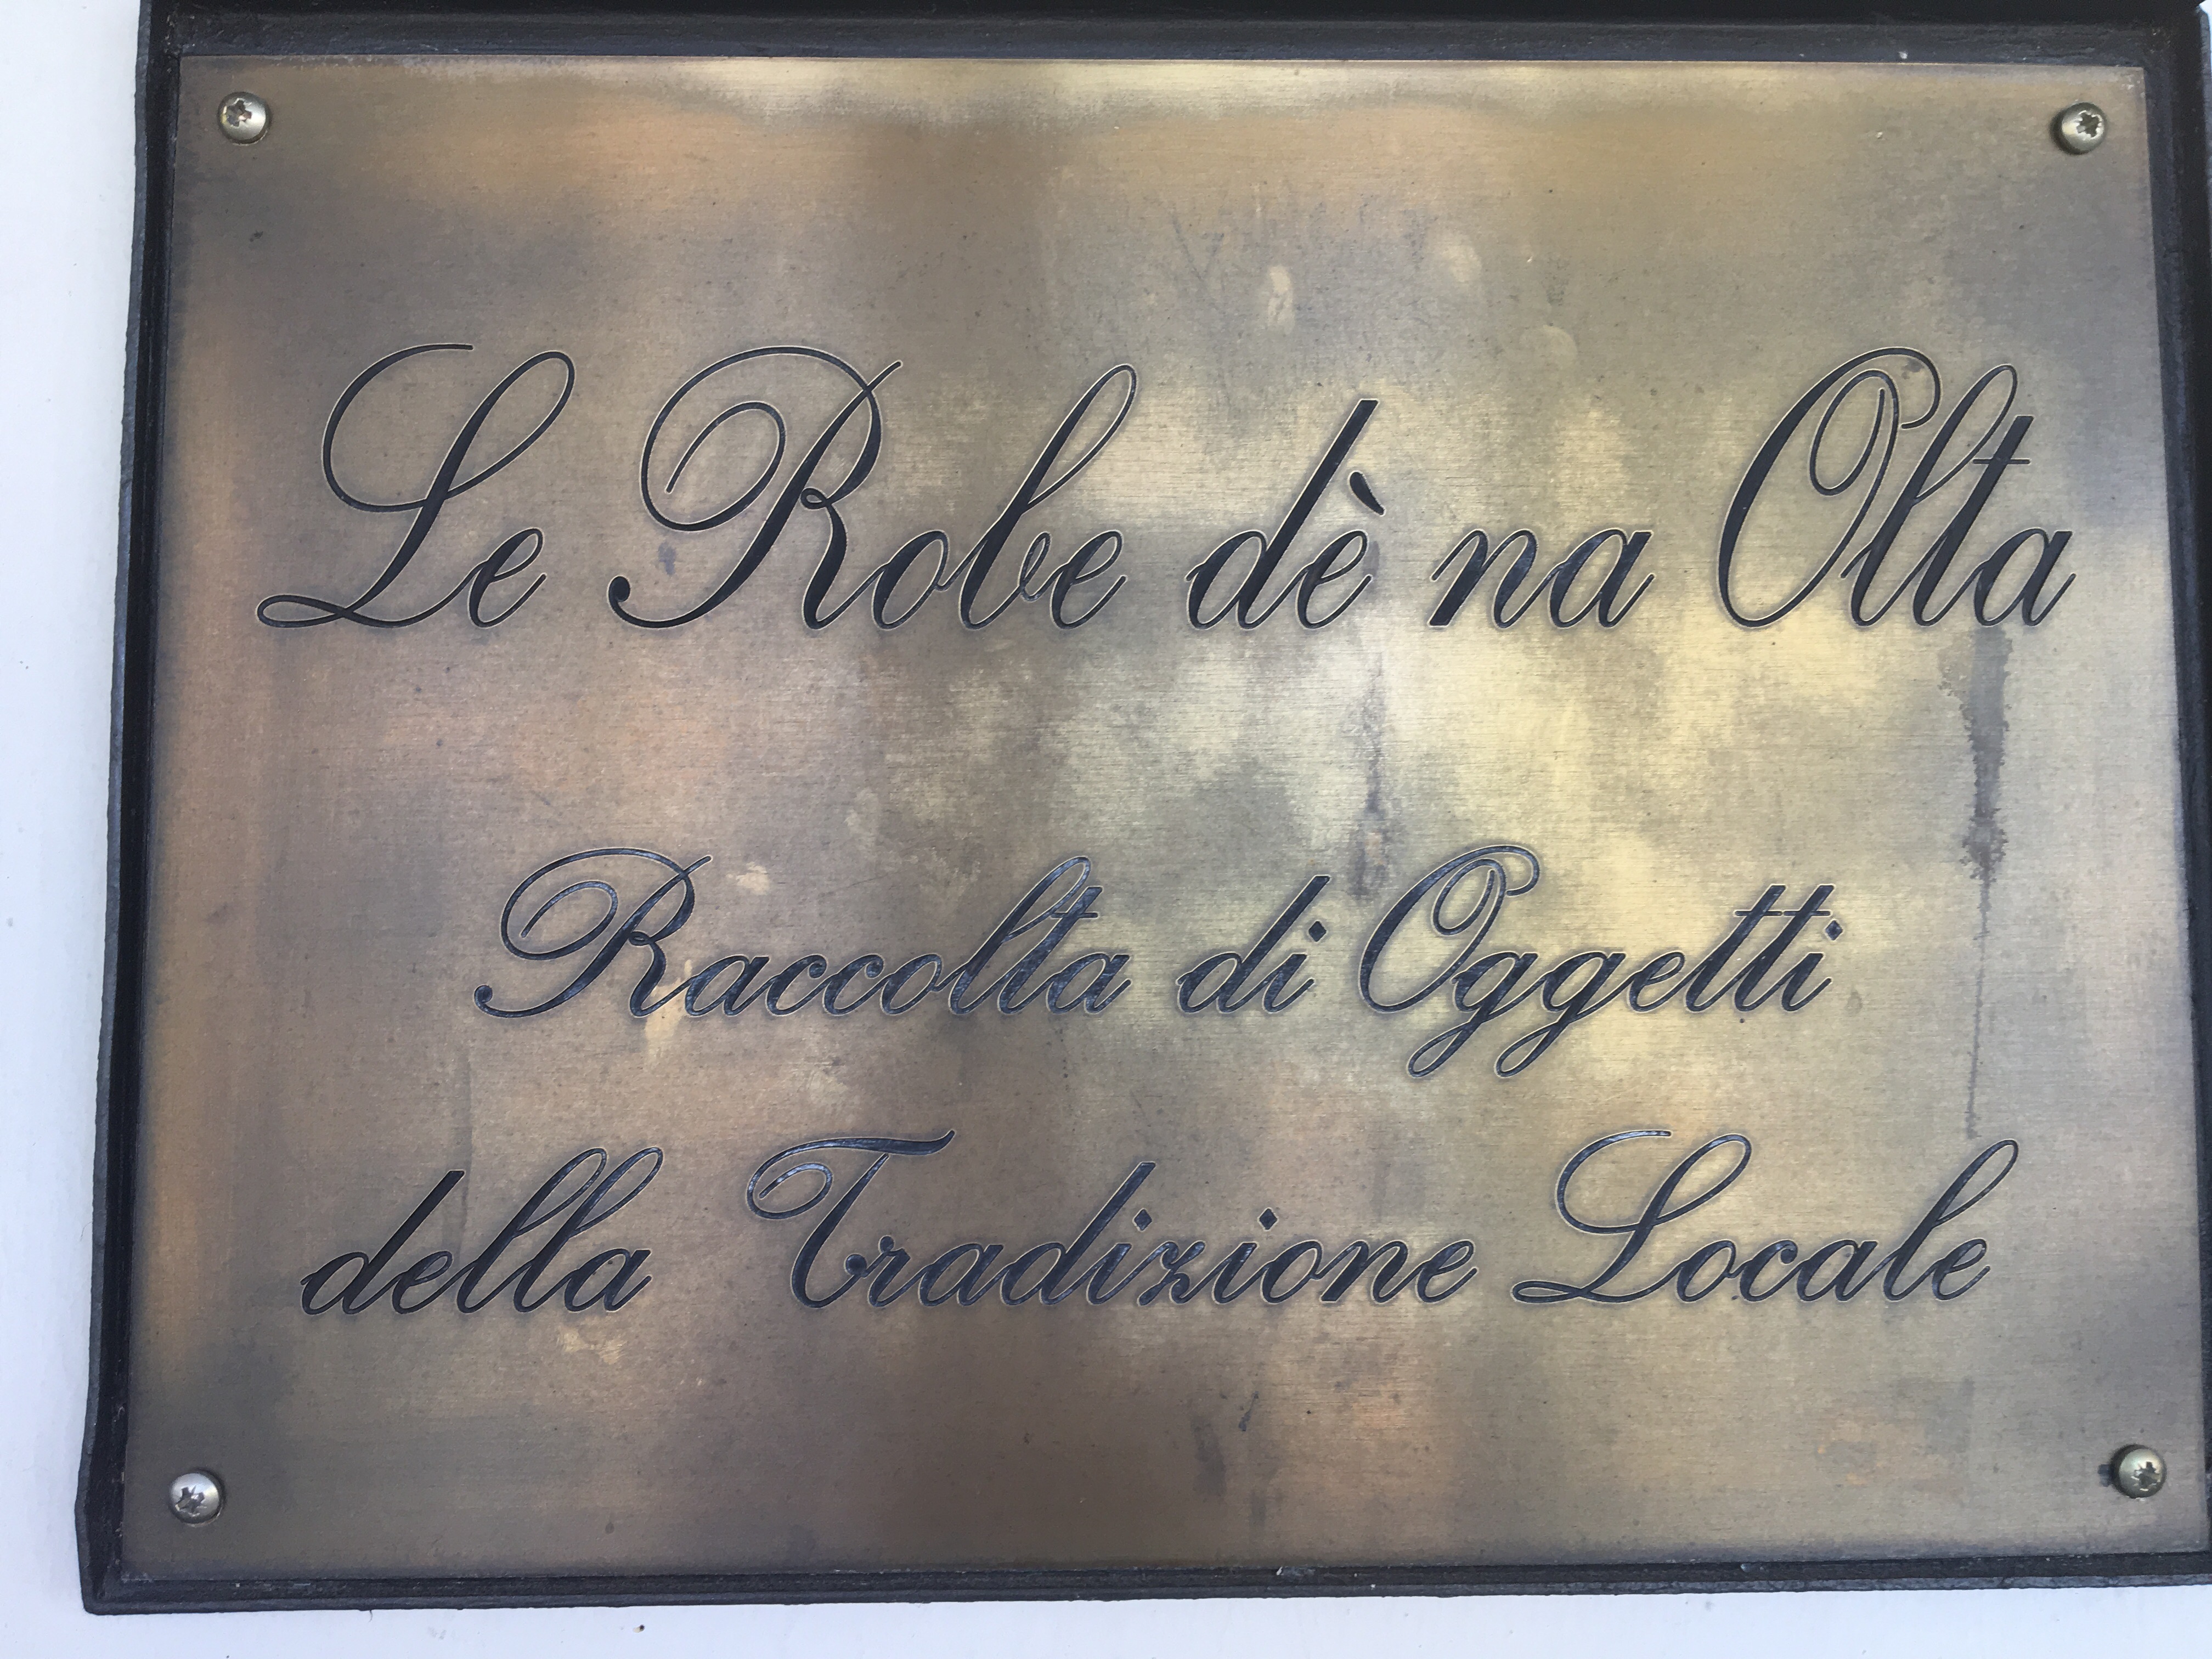 Le Robe dè na Olta
Raccolta di Oggetti
della Tradizione Locale